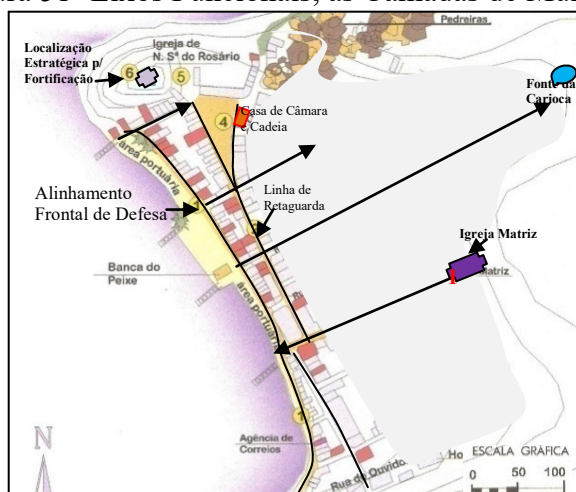 Localização
Estratégica p/
Fortificação
6
Igreja de
N. Sª do Rosário
5
Pedreiras
4
Casa de Câmara
e/Cadeia
Fonte da
Carioca
área portuária
Alinhamento
Frontal de Defesa
Linha de
Retaguarda
Igreja Matriz
Matriz
Banca do
Peixe
área portuária
1
Agência de
Correios
Rua do Ouvido
N
ESCALA GRÁFICA
0 50 100